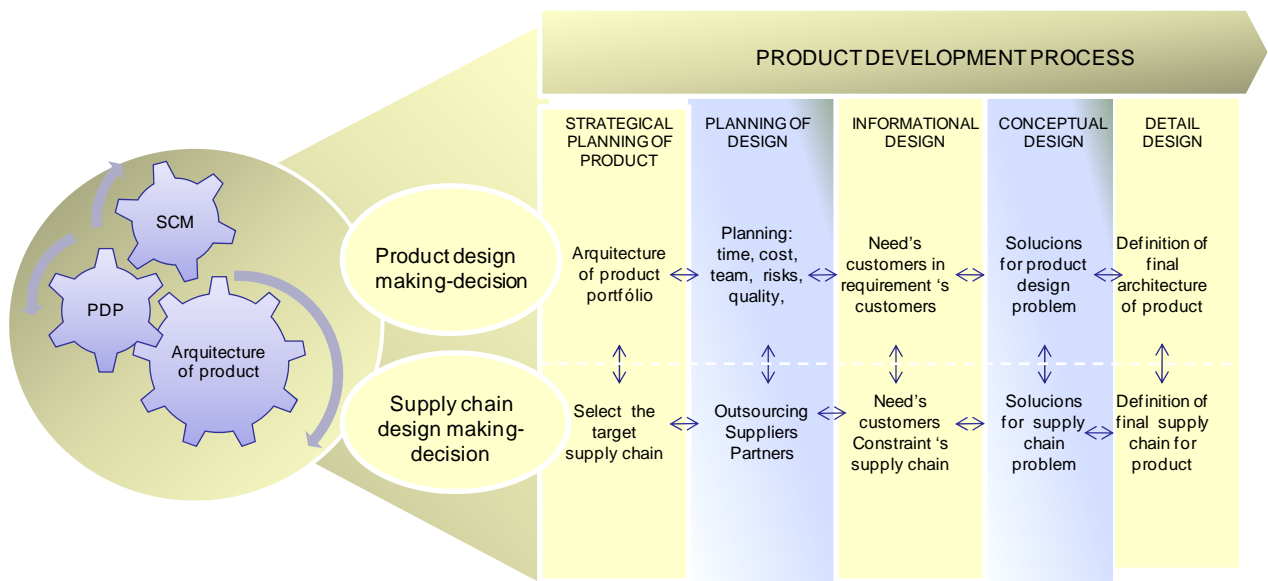 PRODUCT DEVELOPMENT PROCESS
STRATEGICAL
PLANNING OF
PRODUCT
PLANNING OF
DESIGN
INFORMATIONAL
DESIGN
CONCEPTUAL
DESIGN
DETAIL
DESIGN
SCM
PDP
Arquitecture
of product
Product design
making-decision
Arquitecture
of product
portfólio
Planning:
time, cost,
team, risks,
quality,
Need's
customers in
requirement 's
customers
Solucions
for product
design
problem
Definition of
final
architecture
of product
Supply chain
design making-
decision
Select the
target
supply chain
Outsourcing
Suppliers
Partners
Need's
customers
Constraint 's
supply chain
Solucions
for supply
chain
problem
Definition of
final supply
chain for
product